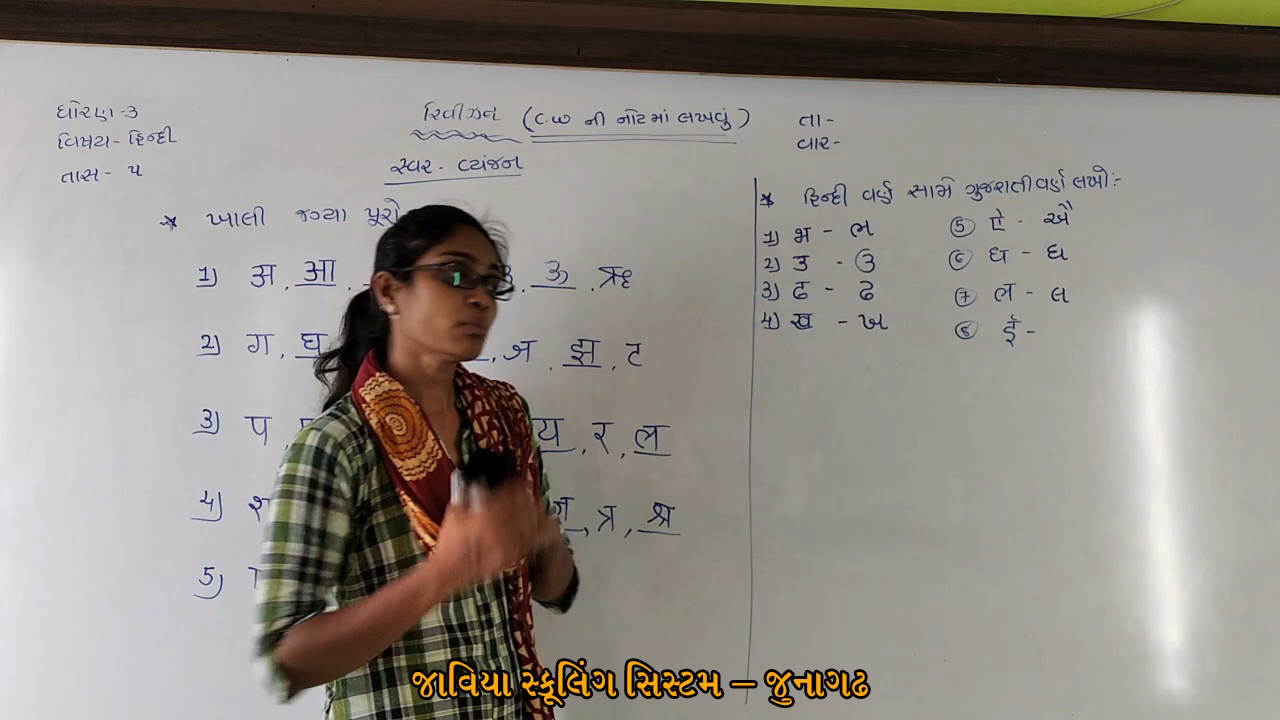 ધોરણ-૩
વિષય- હિન્દી
તાસ- ૫
રિવીઝન (C.W ની નોટમાં લખવું)
સ્વર - વ્યંજન
તા-
વાર-
* ખાલી જગ્યા પૂરો
1) अ, आ ऊ, ऋ
2) ग, घ ज, झ, ट
3) प, य, र, ल
4) श त्र, श्र
5)
* હિન્દી વર્ણ સામે ગુજરાતી વર્ણ લખો:-
1) भ - ભ
2) उ - ઉ
3) ढ - ઢ
4) ख - ખ
5) ऐ - ઐ
6) ध - ધ
7) ल - લ
8) ई -
જાવિયા સ્કૂલિંગ સિસ્ટમ – જુનાગઢ